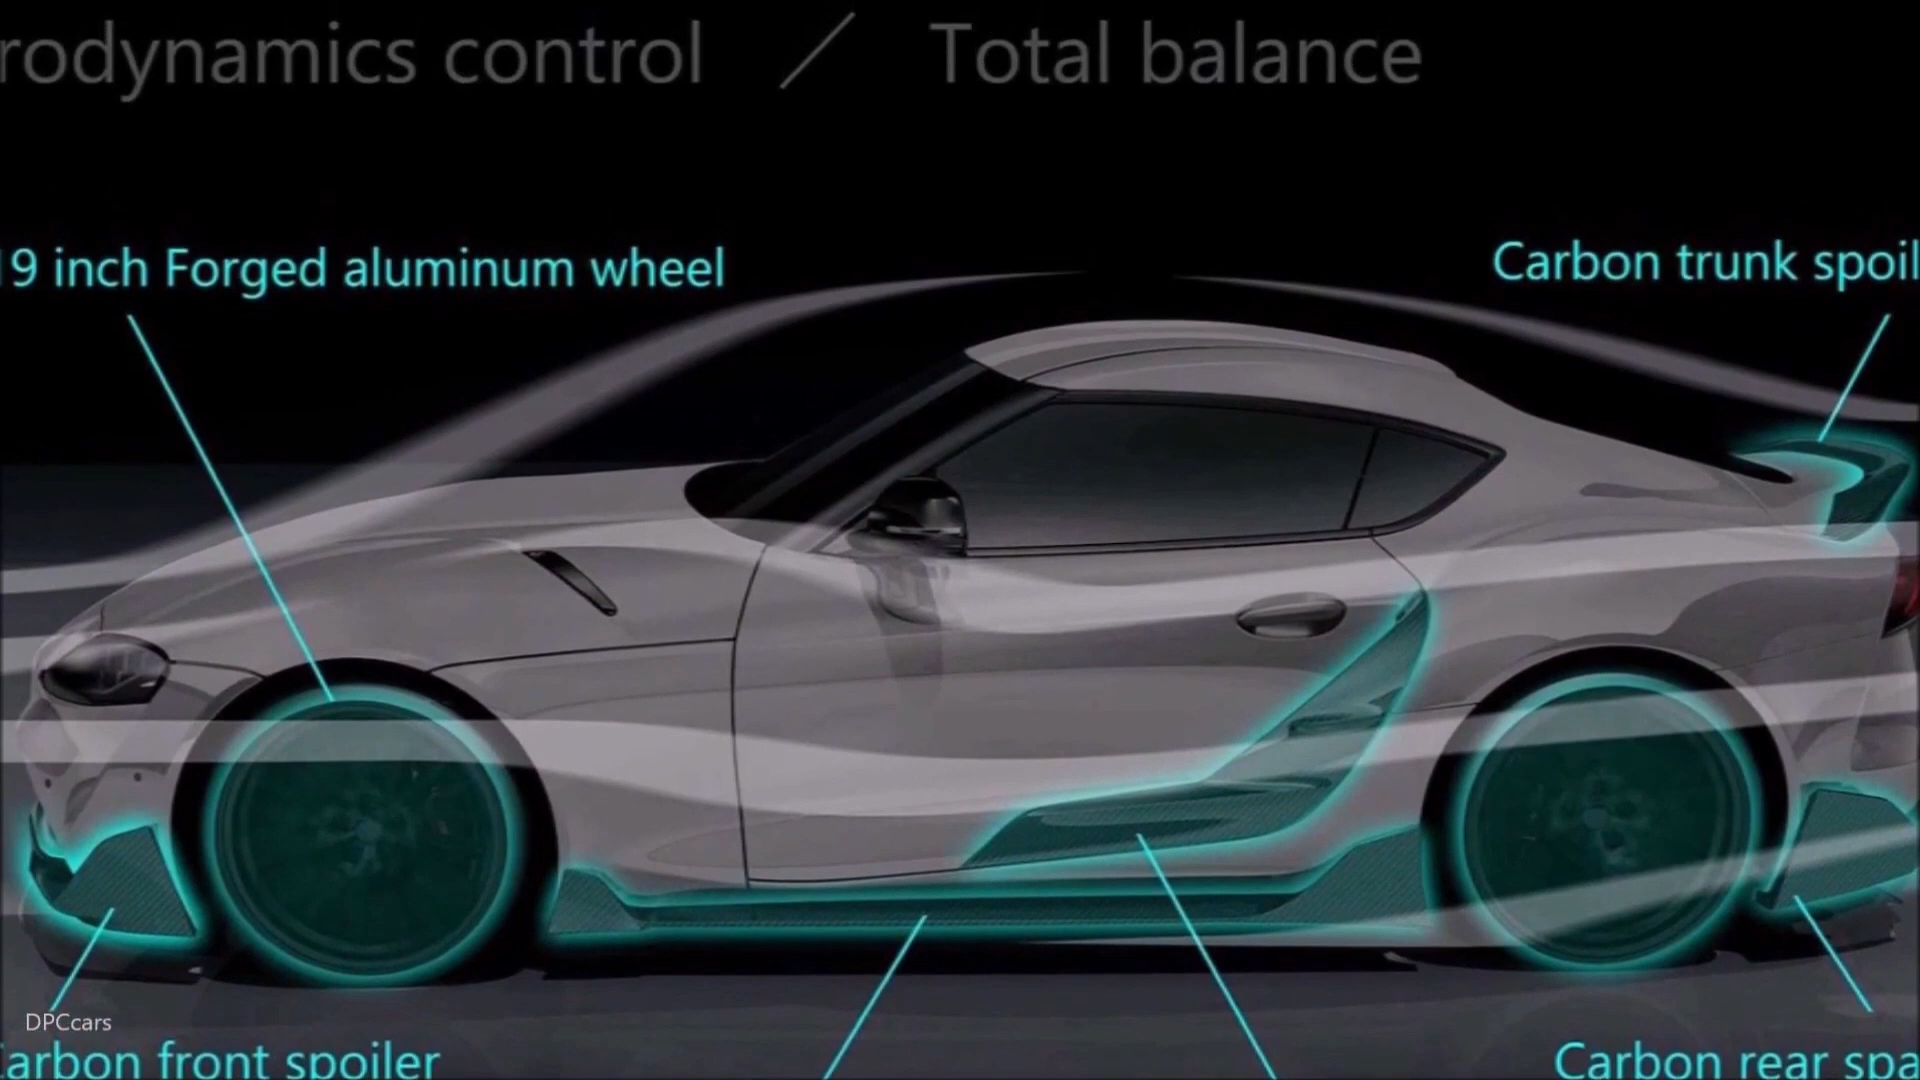 rodynamics control / Total balance
19 inch Forged aluminum wheel
Carbon trunk spoil
DPCcars
arbon front spoiler
Carbon rear spa